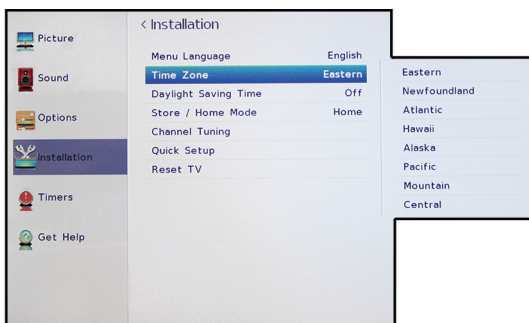 < Installation
Picture
Sound
Options
Installation
Timers
Get Help
Menu Language English
Time Zone Eastern
Daylight Saving Time Off
Store / Home Mode Home
Channel Tuning
Quick Setup
Reset TV
Eastern
Newfoundland
Atlantic
Hawaii
Alaska
Pacific
Mountain
Central